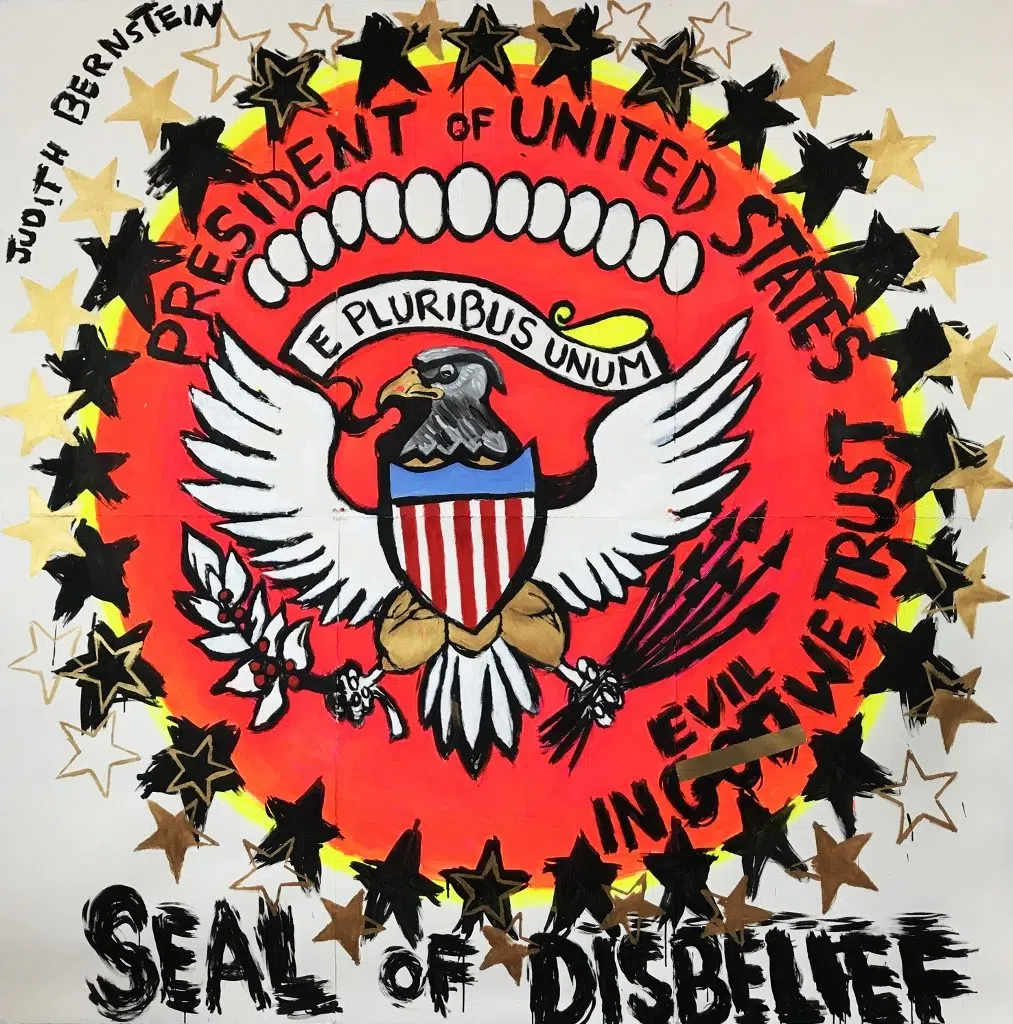 JUDITH BERNSTEIN
PRESIDENT OF UNITED STATES
E PLURIBUS UNUM
IN GOD WE TRUST
EVIL
SEAL OF DISBELIEF